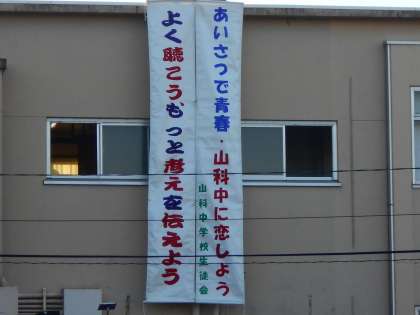 あいさつで青春・山科中に恋しよう
よく聴こう、もっと考えを伝えよう
山科中学校生徒会